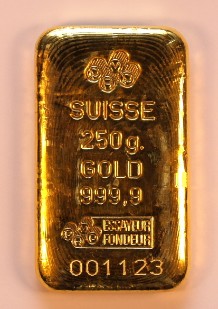 SUISSE
250g.
GOLD
999,9
ESSAYEUR
FONDEUR
001123